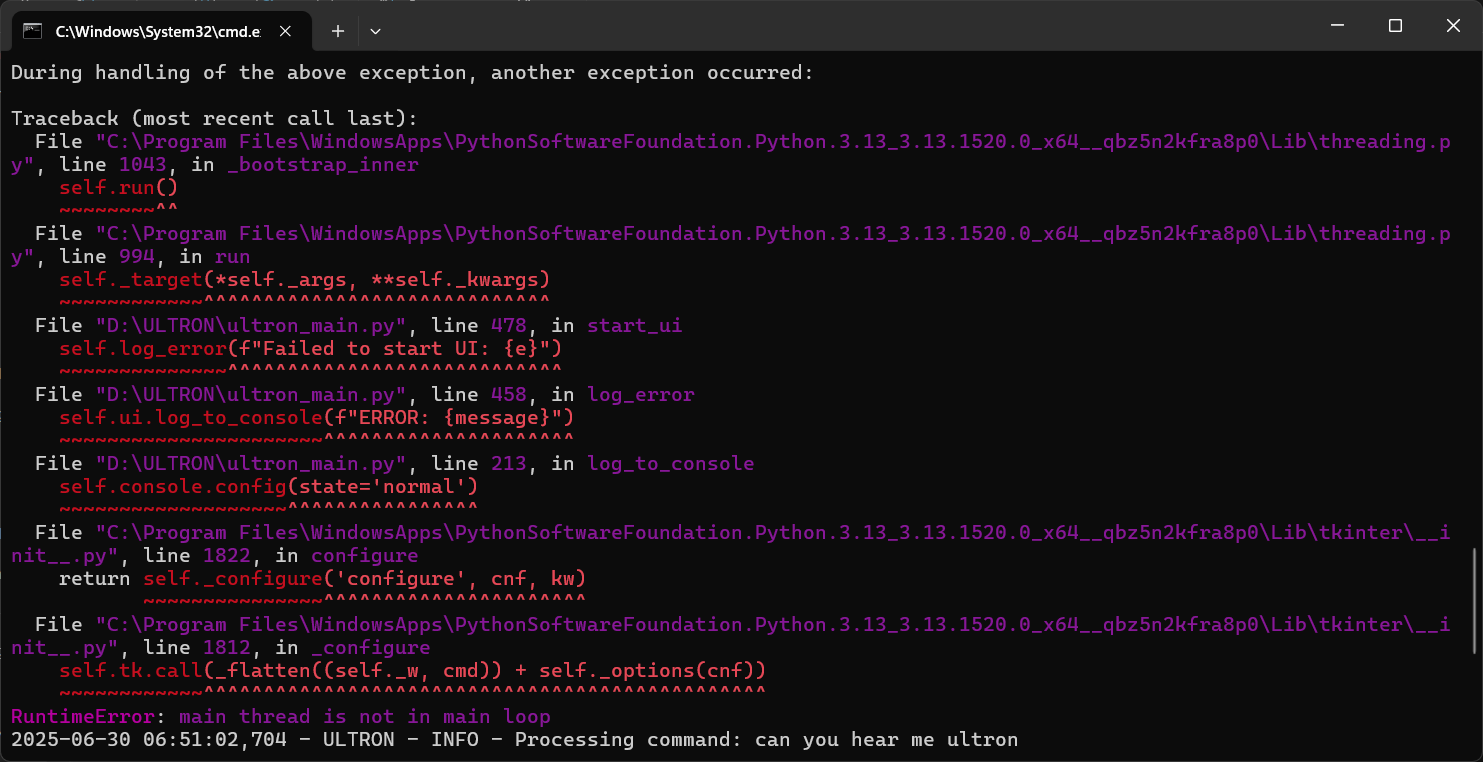 C:\Windows\System32\cmd.e
During handling of the above exception, another exception occurred:
Traceback (most recent call last):
  File "C:\Program Files\WindowsApps\PythonSoftwareFoundation.Python.3.13_3.13.1520.0_x64__qbz5n2kfra8p0\Lib\threading.p
y", line 1043, in _bootstrap_inner
    self.run()
    ~~~~~~~~^^
  File "C:\Program Files\WindowsApps\PythonSoftwareFoundation.Python.3.13_3.13.1520.0_x64__qbz5n2kfra8p0\Lib\threading.p
y", line 994, in run
    self._target(*self._args, **self._kwargs)
    ~~~~~~~~~~~~^^^^^^^^^^^^^^^^^^^^^^^^^^^^^
  File "D:\ULTRON\ultron_main.py", line 478, in start_ui
    self.log_error(f"Failed to start UI: {e}")
    ~~~~~~~~~~~~~~^^^^^^^^^^^^^^^^^^^^^^^^^^^^
  File "D:\ULTRON\ultron_main.py", line 458, in log_error
    self.ui.log_to_console(f"ERROR: {message}")
    ~~~~~~~~~~~~~~~~~~~~~~^^^^^^^^^^^^^^^^^^^^^
  File "D:\ULTRON\ultron_main.py", line 213, in log_to_console
    self.console.config(state='normal')
    ~~~~~~~~~~~~~~~~~~~^^^^^^^^^^^^^^^^
  File "C:\Program Files\WindowsApps\PythonSoftwareFoundation.Python.3.13_3.13.1520.0_x64__qbz5n2kfra8p0\Lib\tkinter\__i
nit__.py", line 1822, in configure
    return self._configure('configure', cnf, kw)
           ~~~~~~~~~~~~~~~^^^^^^^^^^^^^^^^^^^^^^
  File "C:\Program Files\WindowsApps\PythonSoftwareFoundation.Python.3.13_3.13.1520.0_x64__qbz5n2kfra8p0\Lib\tkinter\__i
nit__.py", line 1812, in _configure
    self.tk.call(_flatten((self._w, cmd)) + self._options(cnf))
    ~~~~~~~~~~~~^^^^^^^^^^^^^^^^^^^^^^^^^^^^^^^^^^^^^^^^^^^^^^^
RuntimeError: main thread is not in main loop
2025-06-30 06:51:02,704 - ULTRON - INFO - Processing command: can you hear me ultron